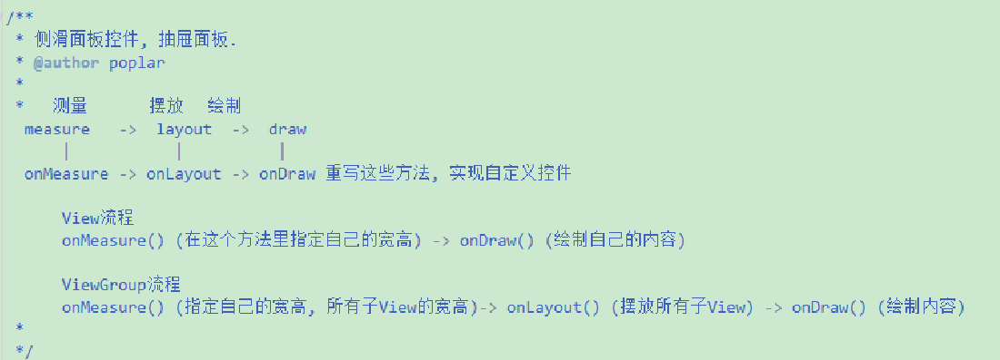 /**
* 侧滑面板控件, 抽屉面板.
* @author poplar
*
* 测量 摆放 绘制
measure -> layout -> draw
| | |
onMeasure -> onLayout -> onDraw 重写这些方法, 实现自定义控件
View流程
onMeasure() (在这个方法里指定自己的宽高) -> onDraw() (绘制自己的内容)
ViewGroup流程
onMeasure() (指定自己的宽高, 所有子View的宽高)-> onLayout() (摆放所有子View) -> onDraw() (绘制内容)
*
*/